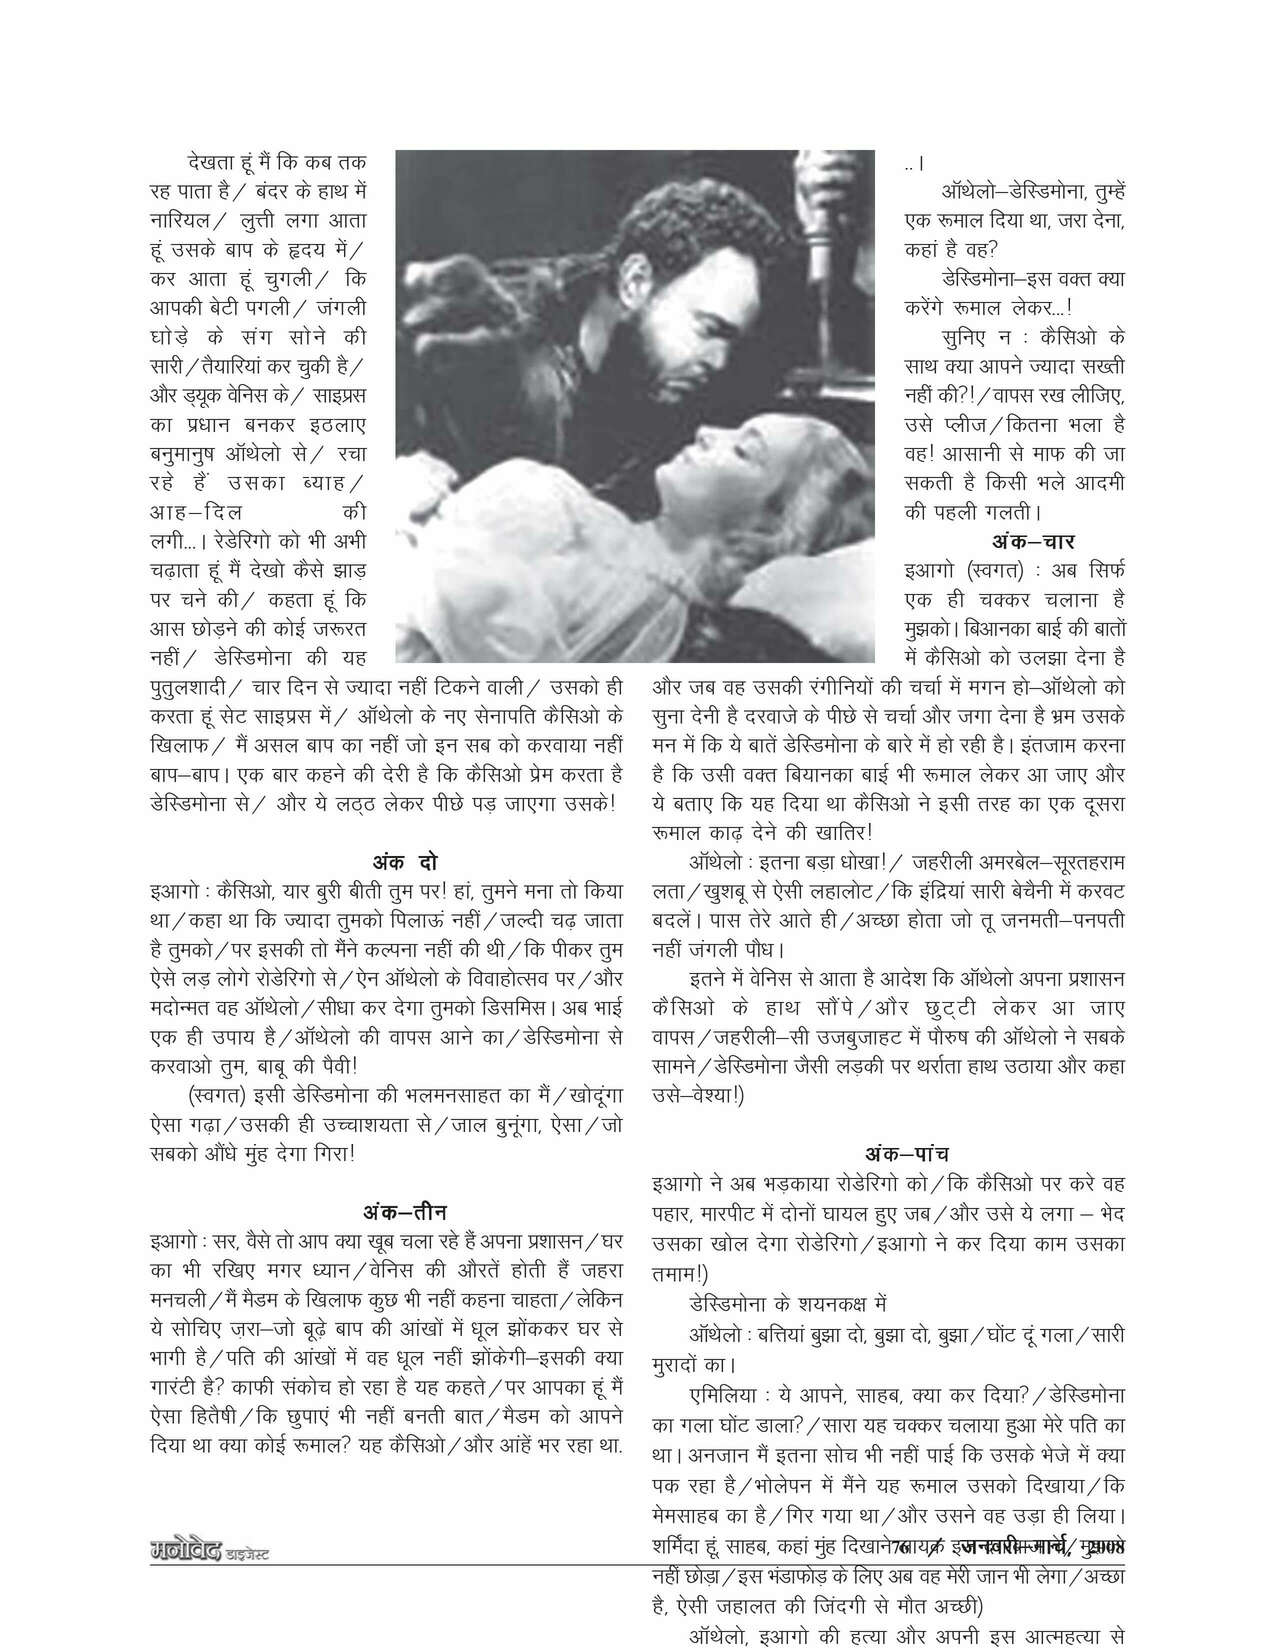 देखता हूं मैं कि कब तक
रह पाता है/ बंदर के हाथ में
नारियल/ लुत्ती लगा आता
हूं उसके बाप के हृदय में/
कर आता हूं चुगली/ कि
आपकी बेटी पगली/ जंगली
घोड़े के संग सोने की
सारी/तैयारियां कर चुकी है/
और ड्यूक वेनिस के/ साइप्रस
का प्रधान बनकर इठलाए
बनुमानुष ऑथेलो से/ रचा
रहे हैं उसका ब्याह/
आह–दिल की
लगी...। रेडेरिगो को भी अभी
चढ़ाता हूं मैं देखो कैसे झाड़
पर चने की/ कहता हूं कि
आस छोड़ने की कोई जरूरत
नहीं/ डेस्डिमोना की यह
पुतुलशादी/ चार दिन से ज्यादा नहीं टिकने वाली/ उसको ही
करता हूं सेट साइप्रस में/ ऑथेलो के नए सेनापति कैसिओ के
खिलाफ/ मैं असल बाप का नहीं जो इन सब को करवाया नहीं
बाप–बाप। एक बार कहने की देरी है कि कैसिओ प्रेम करता है
डेस्डिमोना से/ और ये लठ्ठ लेकर पीछे पड़ जाएगा उसके!
अंक दो
इआगो : कैसिओ, यार बुरी बीती तुम पर! हां, तुमने मना तो किया
था/कहा था कि ज्यादा तुमको पिलाऊं नहीं/जल्दी चढ़ जाता
है तुमको/पर इसकी तो मैंने कल्पना नहीं की थी/कि पीकर तुम
ऐसे लड़ लोगे रोडेरिगो से/ऐन ऑथेलो के विवाहोत्सव पर/और
मदोन्मत वह ऑथेलो/सीधा कर देगा तुमको डिसमिस। अब भाई
एक ही उपाय है/ऑथेलो की वापस आने का/डेस्डिमोना से
करवाओ तुम, बाबू की पैवी!
(स्वगत) इसी डेस्डिमोना की भलमनसाहत का मैं/खोदूंगा
ऐसा गढ़ा/उसकी ही उच्चाशयता से/जाल बुनूंगा, ऐसा/जो
सबको औंधे मुंह देगा गिरा!
अंक–तीन
इआगो : सर, वैसे तो आप क्या खूब चला रहे हैं अपना प्रशासन/घर
का भी रखिए मगर ध्यान/वेनिस की औरतें होती हैं जहरा
मनचली/मैं मैडम के खिलाफ कुछ भी नहीं कहना चाहता/लेकिन
ये सोचिए ज़रा–जो बूढ़े बाप की आंखों में धूल झोंककर घर से
भागी है/पति की आंखों में वह धूल नहीं झोंकेगी–इसकी क्या
गारंटी है? काफी संकोच हो रहा है यह कहते/पर आपका हूं मैं
ऐसा हितैषी/कि छुपाएं भी नहीं बनती बात/मैडम को आपने
दिया था क्या कोई रूमाल? यह कैसिओ/और आंहें भर रहा था.
..।
ऑथेलो–डेस्डिमोना, तुम्हें
एक रूमाल दिया था, जरा देना,
कहां है वह?
डेस्डिमोना–इस वक्त क्या
करेंगे रूमाल लेकर...!
सुनिए न : कैसिओ के
साथ क्या आपने ज्यादा सख्ती
नहीं की?!/वापस रख लीजिए,
उसे प्लीज/कितना भला है
वह! आसानी से माफ की जा
सकती है किसी भले आदमी
की पहली गलती।
अंक–चार
इआगो (स्वगत) : अब सिर्फ
एक ही चक्कर चलाना है
मुझको। बिआनका बाई की बातों
में कैसिओ को उलझा देना है
और जब वह उसकी रंगीनियों की चर्चा में मगन हो–ऑथेलो को
सुना देनी है दरवाजे के पीछे से चर्चा और जगा देना है भ्रम उसके
मन में कि ये बातें डेस्डिमोना के बारे में हो रही है। इंतजाम करना
है कि उसी वक्त बियानका बाई भी रूमाल लेकर आ जाए और
ये बताए कि यह दिया था कैसिओ ने इसी तरह का एक दूसरा
रूमाल काढ़ देने की खातिर!
ऑथेलो : इतना बड़ा धोखा!/ जहरीली अमरबेल–सूरतहराम
लता/खुशबू से ऐसी लहालोट/कि इंद्रियां सारी बेचैनी में करवट
बदलें। पास तेरे आते ही/अच्छा होता जो तू जनमती–पनपती
नहीं जंगली पौध।
इतने में वेनिस से आता है आदेश कि ऑथेलो अपना प्रशासन
कैसिओ के हाथ सौंपे/और छुट्टी लेकर आ जाए
वापस/जहरीली–सी उजबुजाहट में पौरुष की ऑथेलो ने सबके
सामने/डेस्डिमोना जैसी लड़की पर थर्राता हाथ उठाया और कहा
उसे–वेश्या!)
अंक–पांच
इआगो ने अब भड़काया रोडेरिगो को/कि कैसिओ पर करे वह
पहार, मारपीट में दोनों घायल हुए जब/और उसे ये लगा – भेद
उसका खोल देगा रोडेरिगो/इआगो ने कर दिया काम उसका
तमाम!)
डेस्डिमोना के शयनकक्ष में
ऑथेलो : बत्तियां बुझा दो, बुझा दो, बुझा/घोंट दूं गला/सारी
मुरादों का।
एमिलिया : ये आपने, साहब, क्या कर दिया?/डेस्डिमोना
का गला घोंट डाला?/सारा यह चक्कर चलाया हुआ मेरे पति का
था। अनजान मैं इतना सोच भी नहीं पाई कि उसके भेजे में क्या
पक रहा है/भोलेपन में मैंने यह रूमाल उसको दिखाया/कि
मेमसाहब का है/गिर गया था/और उसने वह उड़ा ही लिया।
शर्मिंदा हूं, साहब, कहां मुंह दिखाने
नहीं छोड़ा/इस भंडाफोड़ के लिए अब वह मेरी जान भी लेगा/अच्छा
है, ऐसी जहालत की जिंदगी से मौत अच्छी)
ऑथेलो, इआगो की हत्या और अपनी इस आत्महत्या से
मनोवेद डाइजेस्ट
76 / जनवरी–मार्च, 2008